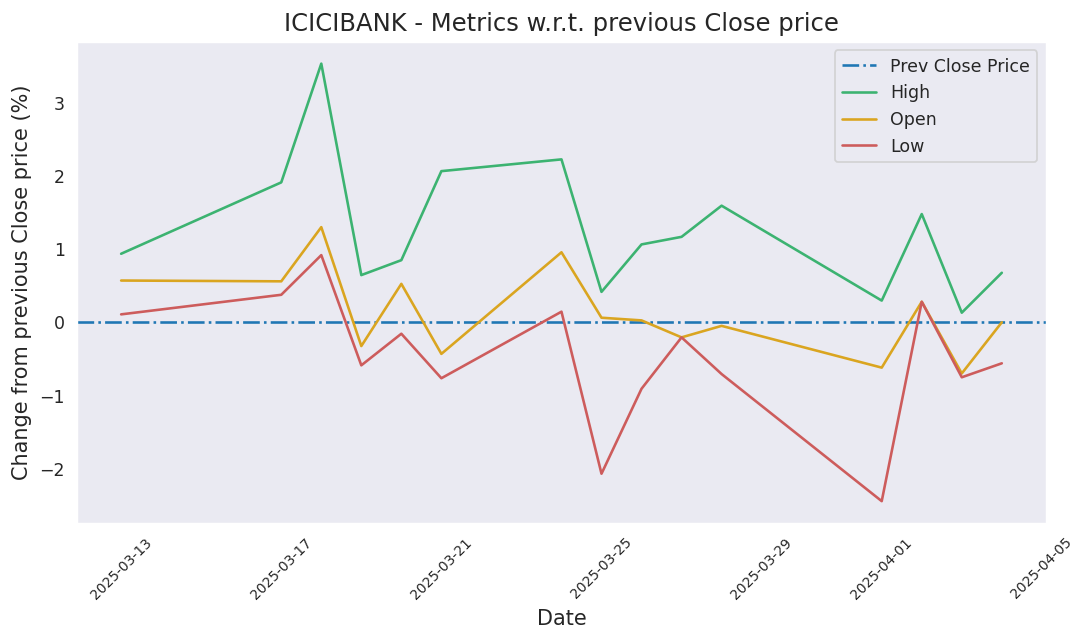 ICICIBANK - Metrics w.r.t. previous Close price
Change from previous Close price (%)
3
2
1
0
−1
−2
Prev Close Price
High
Open
Low
2025-03-13
2025-03-17
2025-03-21
2025-03-25
2025-03-29
2025-04-01
2025-04-05
Date